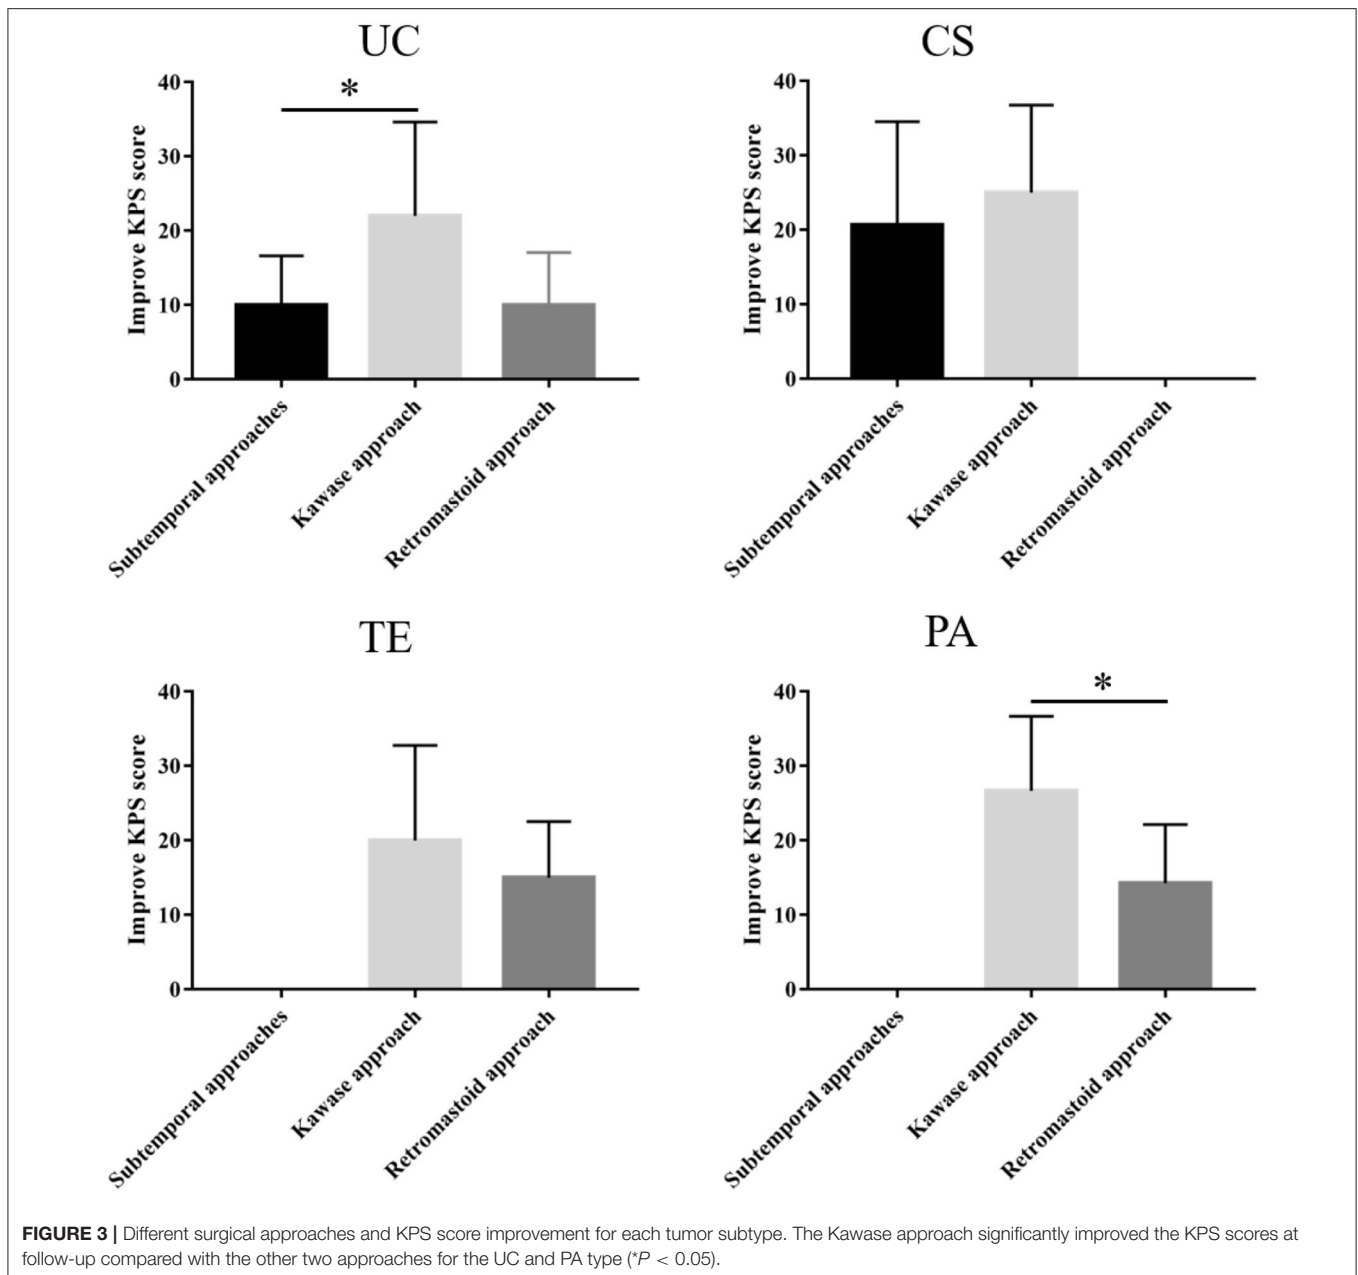 UC
*
40
30
20
10
0
Improve KPS score
Subtemporal approaches
Kawase approach
Retromastoid approach
CS
40
30
20
10
0
Improve KPS score
Subtemporal approaches
Kawase approach
Retromastoid approach
TE
40
30
20
10
0
Improve KPS score
Subtemporal approaches
Kawase approach
Retromastoid approach
PA
*
40
30
20
10
0
Improve KPS score
Subtemporal approaches
Kawase approach
Retromastoid approach
FIGURE 3 | Different surgical approaches and KPS score improvement for each tumor subtype. The Kawase approach significantly improved the KPS scores at
follow-up compared with the other two approaches for the UC and PA type (*P < 0.05).